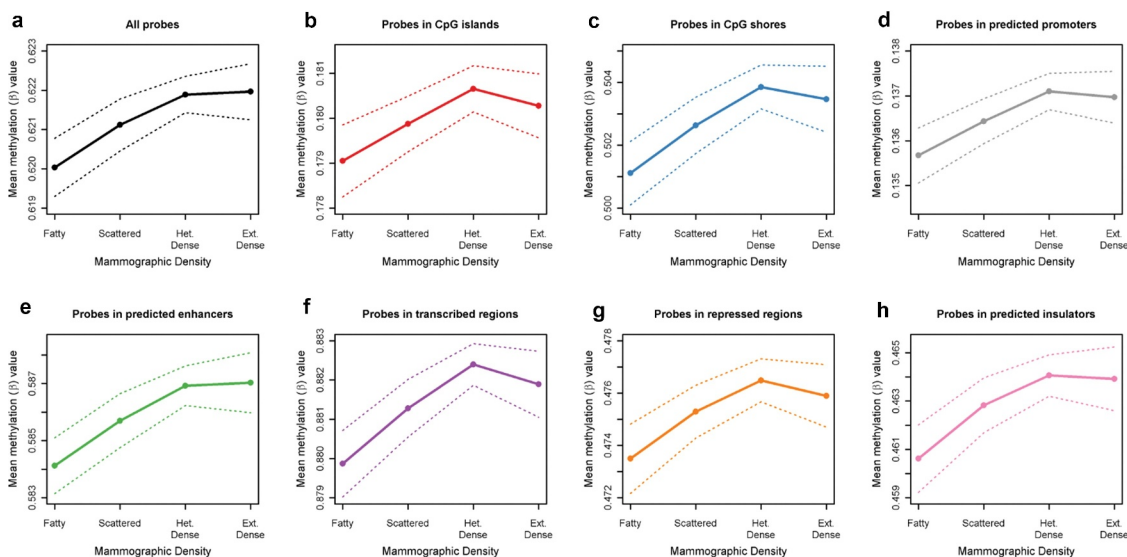 a
All probes
Mean methylation (β) value
0.623
0.622
0.621
0.620
0.619
Fatty
Scattered
Het.
Dense
Ext.
Dense
Mammographic Density
b
Probes in CpG islands
Mean methylation (β) value
0.181
0.180
0.179
0.178
Fatty
Scattered
Het.
Dense
Ext.
Dense
Mammographic Density
c
Probes in CpG shores
Mean methylation (β) value
0.504
0.502
0.500
Fatty
Scattered
Het.
Dense
Ext.
Dense
Mammographic Density
d
Probes in predicted promoters
Mean methylation (β) value
0.138
0.137
0.136
0.135
Fatty
Scattered
Het.
Dense
Ext.
Dense
Mammographic Density
e
Probes in predicted enhancers
Mean methylation (β) value
0.587
0.585
0.583
Fatty
Scattered
Het.
Dense
Ext.
Dense
Mammographic Density
f
Probes in transcribed regions
Mean methylation (β) value
0.883
0.882
0.881
0.880
0.879
Fatty
Scattered
Het.
Dense
Ext.
Dense
Mammographic Density
g
Probes in repressed regions
Mean methylation (β) value
0.478
0.476
0.474
0.472
Fatty
Scattered
Het.
Dense
Ext.
Dense
Mammographic Density
h
Probes in predicted insulators
Mean methylation (β) value
0.465
0.463
0.461
0.459
Fatty
Scattered
Het.
Dense
Ext.
Dense
Mammographic Density